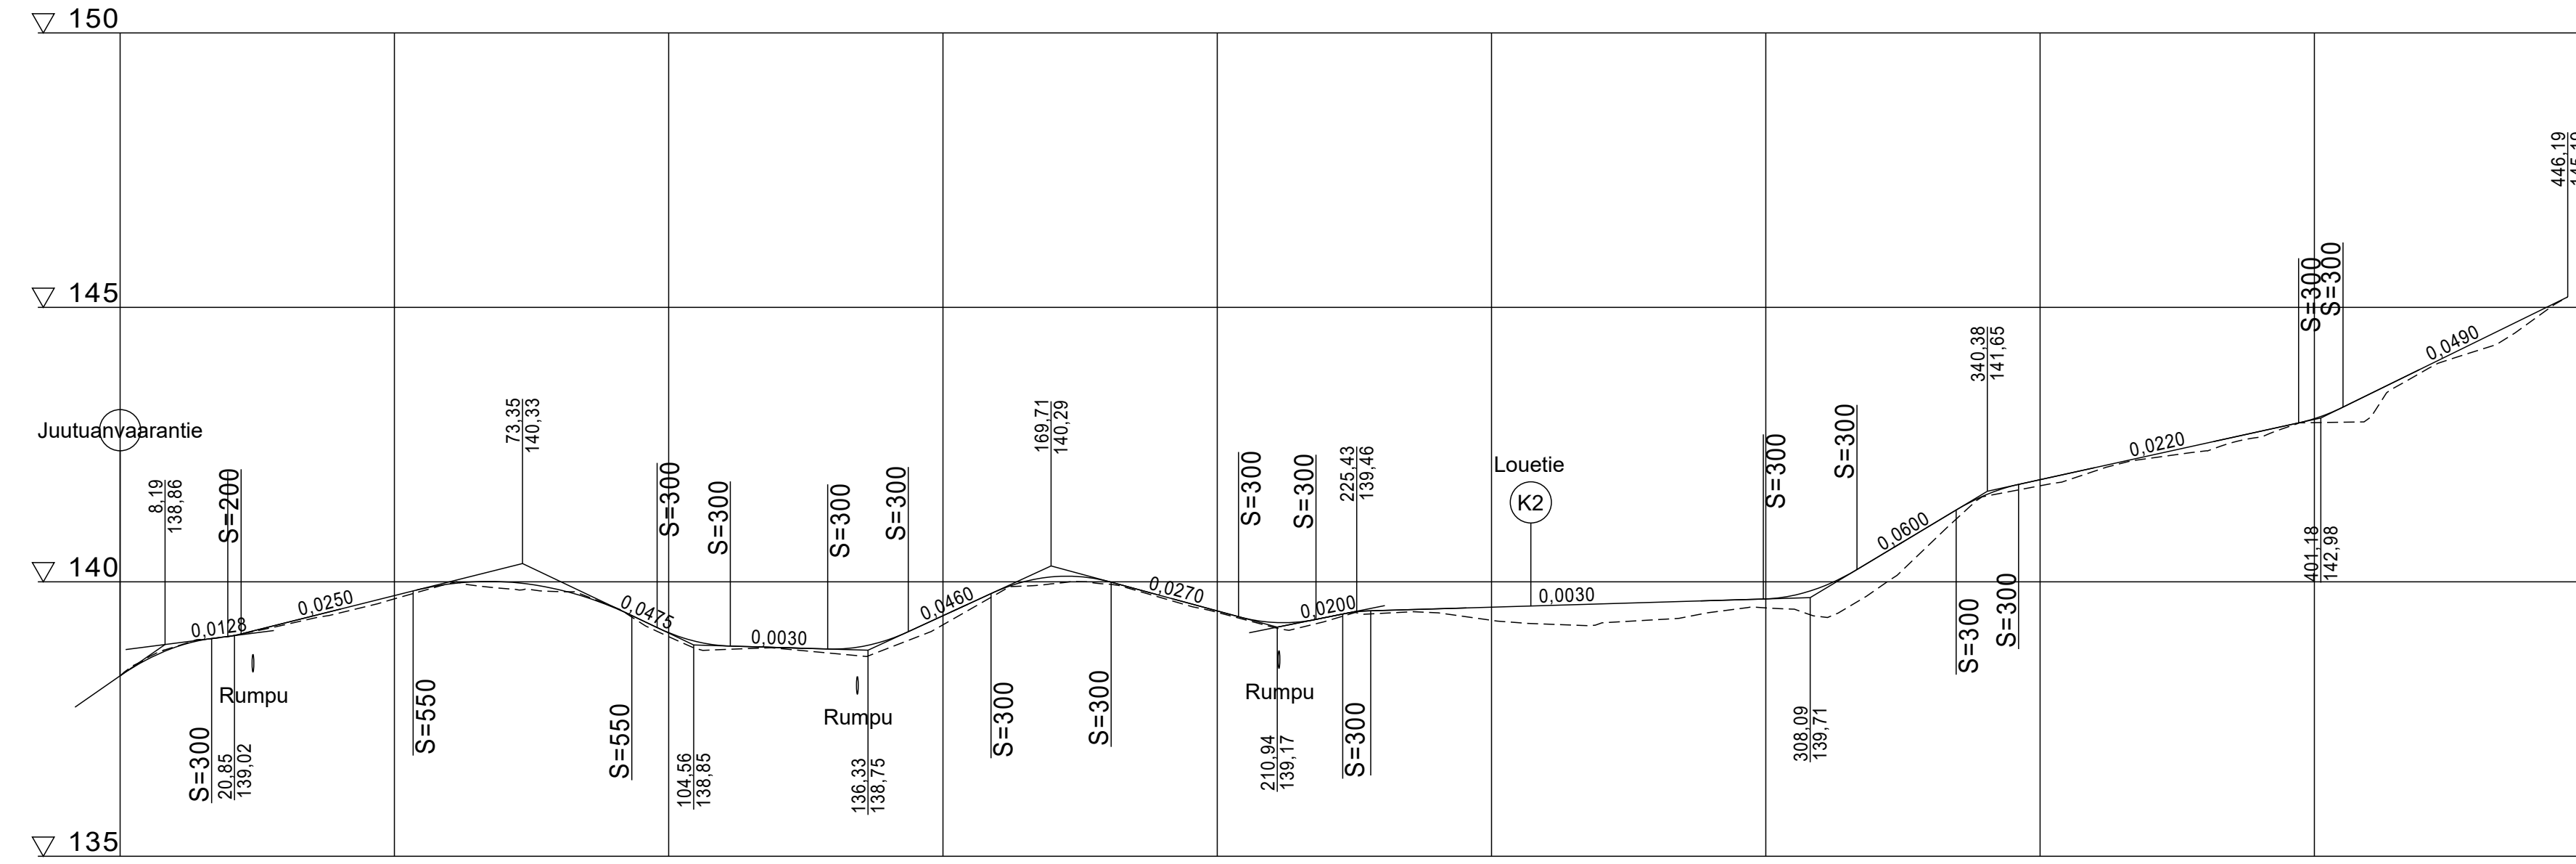 150
145
140
135
Juutuanvaarantie
8,19
138,86
S=200
0,0128
0,0250
S=300
20,85
139,02
Rumpu
73,35
140,33
S=550
S=550
0,0475
S=300
S=300
104,56
138,85
0,0030
S=300
S=300
Rumpu
136,33
138,75
0,0460
S=300
169,71
140,29
S=300
0,0270
S=300
S=300
Rumpu
210,94
139,17
0,0200
225,43
139,46
S=300
Louetie
K2
0,0030
S=300
S=300
308,09
139,71
0,0600
340,38
141,65
S=300
S=300
0,0220
S=300
S=300
401,18
142,98
0,0490
446,19